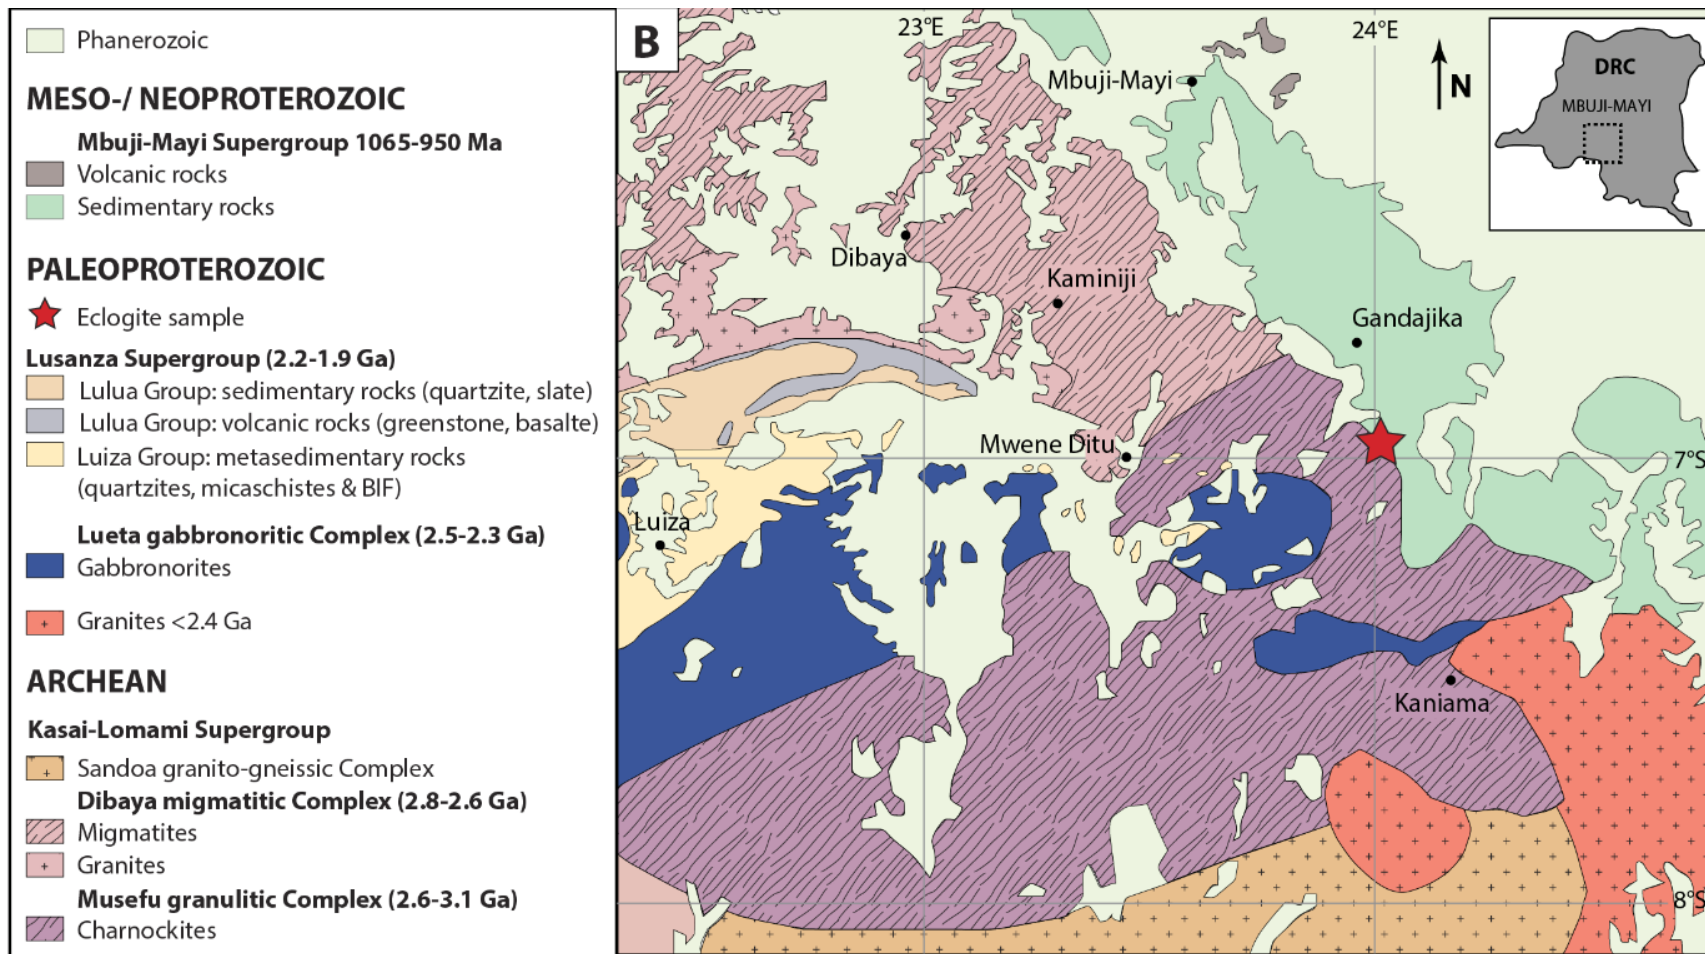 Phanerozoic
MESO-/ NEOPROTEROZOIC
Mbuji-Mayi Supergroup 1065-950 Ma
Volcanic rocks
Sedimentary rocks
PALEOPROTEROZOIC
Eclogite sample
Lusanza Supergroup (2.2-1.9 Ga)
Lulua Group: sedimentary rocks (quartzite, slate)
Lulua Group: volcanic rocks (greenstone, basalte)
Luiza Group: metasedimentary rocks
(quartzites, micaschistes & BIF)
Lueta gabbronoritic Complex (2.5-2.3 Ga)
Gabbronorites
Granites <2.4 Ga
ARCHEAN
Kasai-Lomami Supergroup
Sandoa granito-gneissic Complex
Dibaya migmatitic Complex (2.8-2.6 Ga)
Migmatites
Granites
Musefu granulitic Complex (2.6-3.1 Ga)
Charnockites
B
23°E
24°E
N
DRC
MBUJI-MAYI
Mbuji-Mayi
Dibaya
Kaminiji
Gandajika
Mwene Ditu
7°S
Luiza
Kaniama
8°S